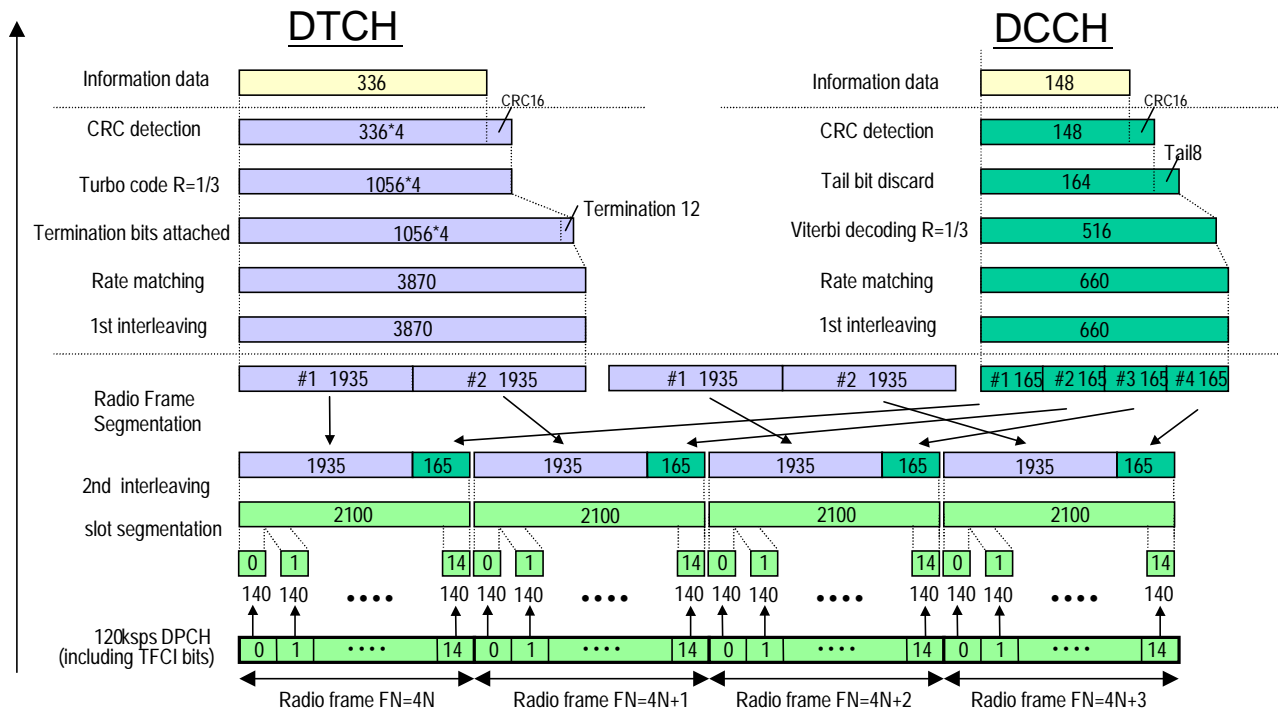 DTCH DCCH
Information data 336 Information data 148
CRC16 CRC16
CRC detection 336*4 CRC detection 148
Tail8
Turbo code R=1/3 1056*4 Tail bit discard 164
Termination 12
Termination bits attached 1056*4 Viterbi decoding R=1/3 516
Rate matching 3870 Rate matching 660
1st interleaving 3870 1st interleaving 660
#1 1935 #2 1935 #1 1935 #2 1935 #1 165 #2 165 #3 165 #4 165
Radio Frame
Segmentation
1935 165 1935 165 1935 165 1935 165
2nd interleaving
slot segmentation 2100 2100 2100 2100
0 1 14 0 1 14 0 1 14 0 1 14
140 140 •••• 140 140 140 •••• 140 140 140 •••• 140 140 140 •••• 140
120ksps DPCH
(including TFCI bits)
0 1 •••• 14 0 1 •••• 14 0 1 •••• 14 0 1 •••• 14
Radio frame FN=4N Radio frame FN=4N+1 Radio frame FN=4N+2 Radio frame FN=4N+3